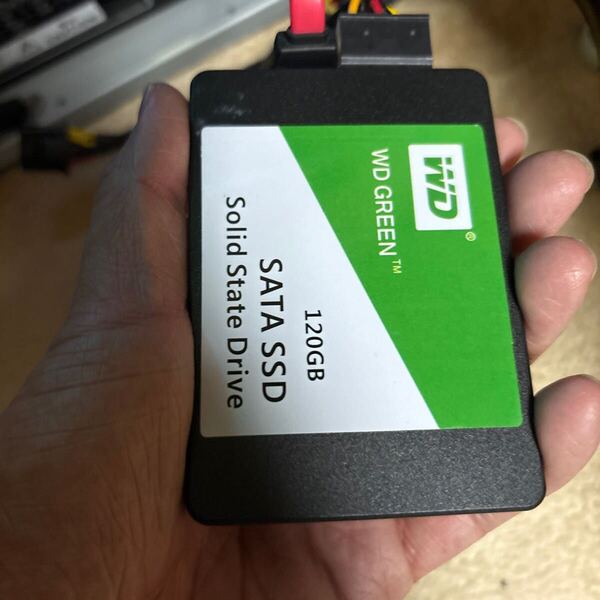 WD®
WD GREEN™
120GB
SATA SSD
Solid State Drive